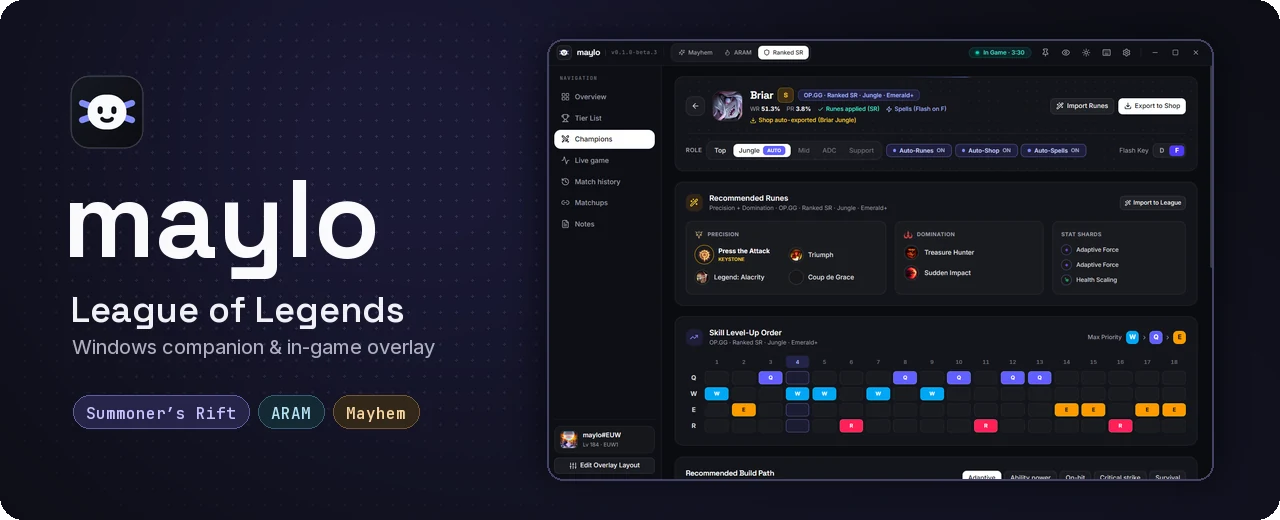 maylo
League of Legends
Windows companion & in-game overlay
Summoner's Rift
ARAM
Mayhem
maylo v0.1.0-beta.3 Mayhem ARAM Ranked SR In Game · 3:30
NAVIGATION
Overview
Tier List
Champions
Live game
Match history
Matchups
Notes
maylo#EUW
Lv 184 · EUW1
Edit Overlay Layout
Briar S OP.GG · Ranked SR · Jungle · Emerald+
WR 51.3% PR 3.8% Runes applied (SR) Spells (Flash on F)
Shop auto-exported (Briar Jungle)
Import Runes Export to Shop
ROLE Top Jungle AUTO Mid ADC Support Auto-Runes ON Auto-Shop ON Auto-Spells ON Flash Key D F
Recommended Runes
Precision + Domination · OP.GG · Ranked SR · Jungle · Emerald+
Import to League
PRECISION
Press the Attack
KEYSTONE
Triumph
Legend: Alacrity
Coup de Grace
DOMINATION
Treasure Hunter
Sudden Impact
STAT SHARDS
Adaptive Force
Adaptive Force
Health Scaling
Skill Level-Up Order
OP.GG · Ranked SR · Jungle · Emerald+
Max Priority W > Q > E
1 2 3 4 5 6 7 8 9 10 11 12 13 14 15 16 17 18
Q Q Q Q Q Q
W W W W W W
E E E E E E
R R R R
Recommended Build Path
Adaptive Ability power On-hit Critical strike Survival